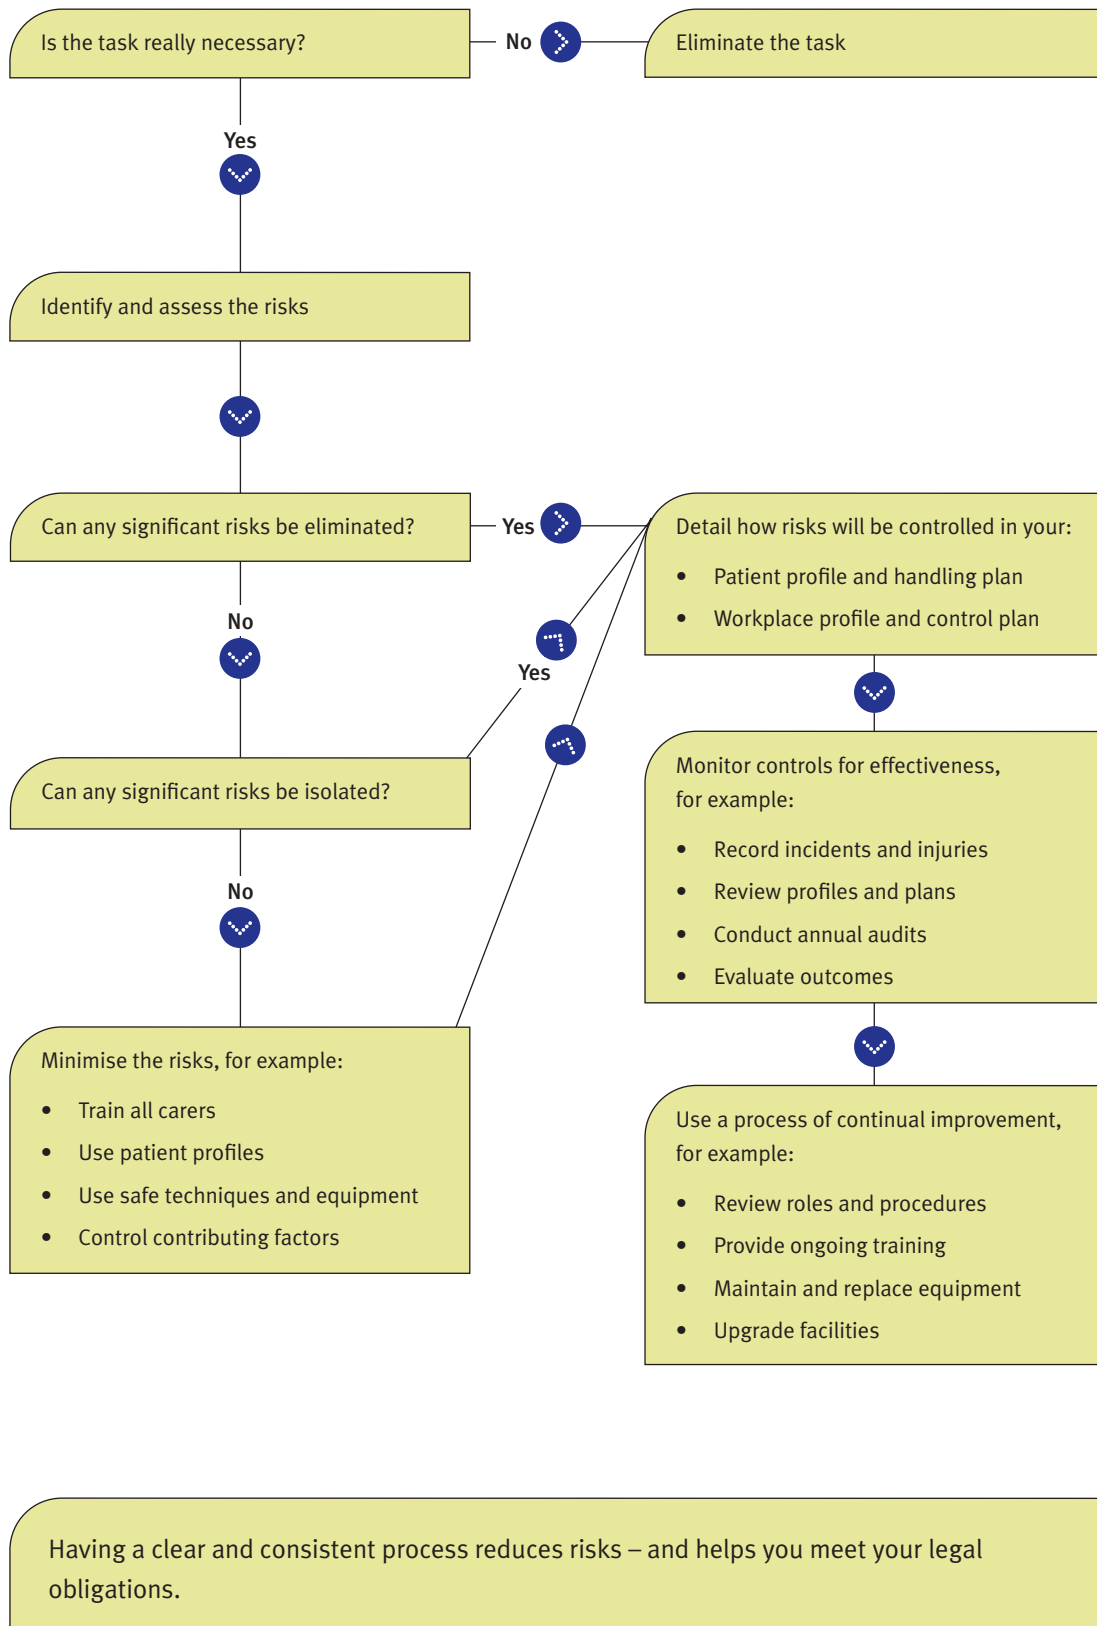 Is the task really necessary?
No
Eliminate the task
Yes
Identify and assess the risks
Can any significant risks be eliminated?
Yes
Detail how risks will be controlled in your:
• Patient profile and handling plan
• Workplace profile and control plan
No
Yes
Can any significant risks be isolated?
Monitor controls for effectiveness,
for example:
• Record incidents and injuries
• Review profiles and plans
• Conduct annual audits
• Evaluate outcomes
No
Minimise the risks, for example:
• Train all carers
• Use patient profiles
• Use safe techniques and equipment
• Control contributing factors
Use a process of continual improvement,
for example:
• Review roles and procedures
• Provide ongoing training
• Maintain and replace equipment
• Upgrade facilities
Having a clear and consistent process reduces risks – and helps you meet your legal
obligations.